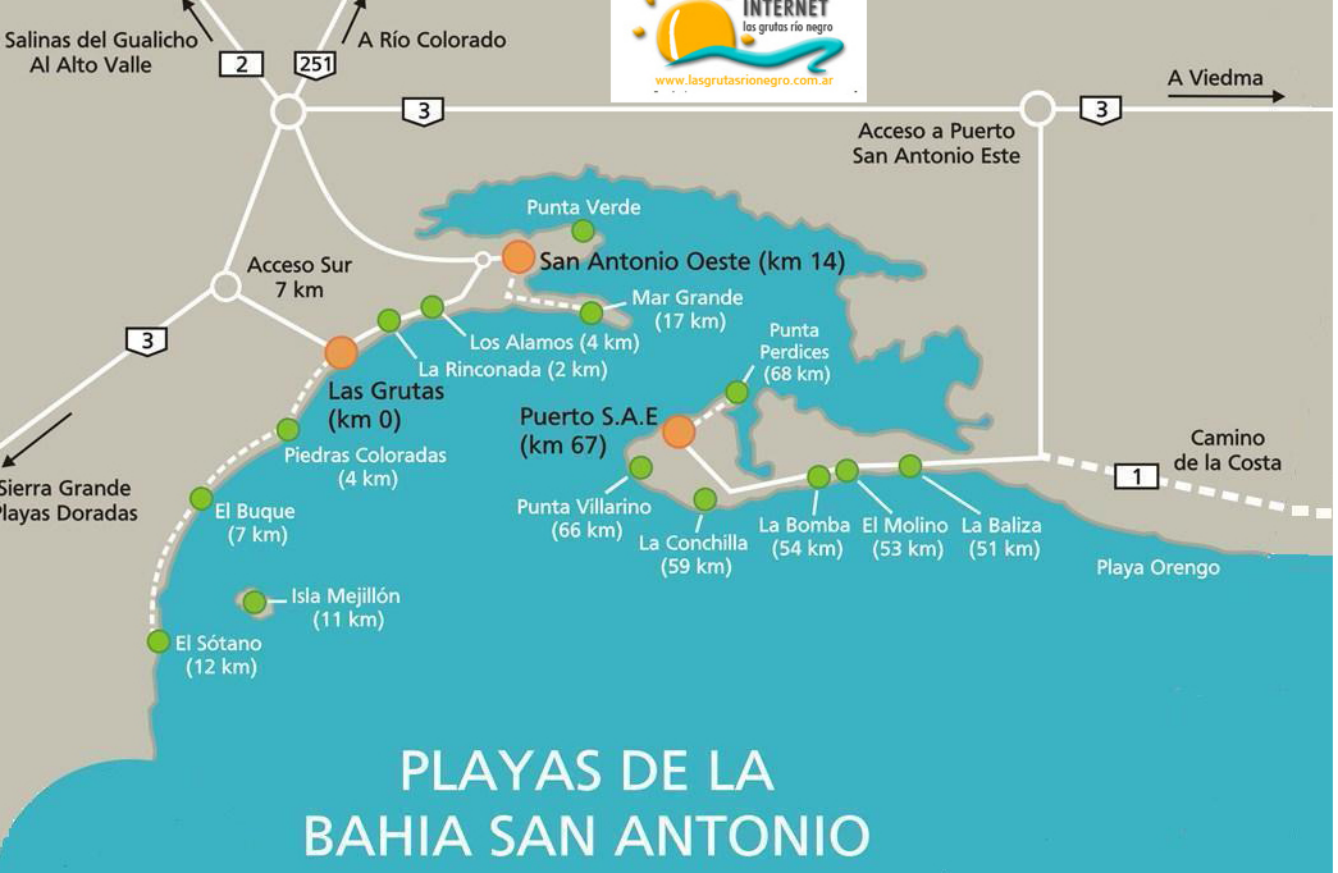 INTERNET
las grutas río negro
www.lasgrutasrionegro.com.ar
Salinas del Gualicho
Al Alto Valle
2
251
A Río Colorado
3
A Viedma
3
Acceso a Puerto
San Antonio Este
Punta Verde
San Antonio Oeste (km 14)
Acceso Sur
7 km
Mar Grande
(17 km)
Los Alamos (4 km)
La Rinconada (2 km)
Punta
Perdices
(68 km)
3
Las Grutas
(km 0)
Puerto S.A.E
(km 67)
Piedras Coloradas
(4 km)
Camino
de la Costa
1
Sierra Grande
Playas Doradas
El Buque
(7 km)
Punta Villarino
(66 km)
La Conchilla
(59 km)
La Bomba
(54 km)
El Molino
(53 km)
La Baliza
(51 km)
Playa Orengo
Isla Mejillón
(11 km)
El Sótano
(12 km)
PLAYAS DE LA
BAHIA SAN ANTONIO